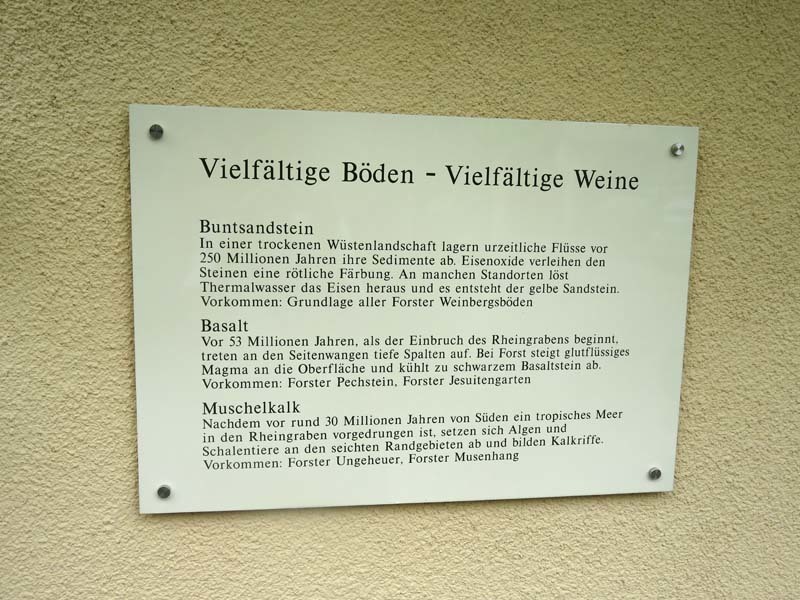 Vielfältige Böden - Vielfältige Weine
Buntsandstein
In einer trockenen Wüstenlandschaft lagern urzeitliche Flüsse vor
250 Millionen Jahren ihre Sedimente ab. Eisenoxide verleihen den
Steinen eine rötliche Färbung. An manchen Standorten löst
Thermalwasser das Eisen heraus und es entsteht der gelbe Sandstein.
Vorkommen: Grundlage aller Forster Weinbergsböden
Basalt
Vor 53 Millionen Jahren, als der Einbruch des Rheingrabens beginnt,
treten an den Seitenwangen tiefe Spalten auf. Bei Forst steigt glutflüssiges
Magma an die Oberfläche und kühlt zu schwarzem Basaltstein ab.
Vorkommen: Forster Pechstein, Forster Jesuitengarten
Muschelkalk
Nachdem vor rund 30 Millionen Jahren von Süden ein tropisches Meer
in den Rheingraben vorgedrungen ist, setzen sich Algen und
Schalentiere an den seichten Randgebieten ab und bilden Kalkriffe.
Vorkommen: Forster Ungeheuer, Forster Musenhang